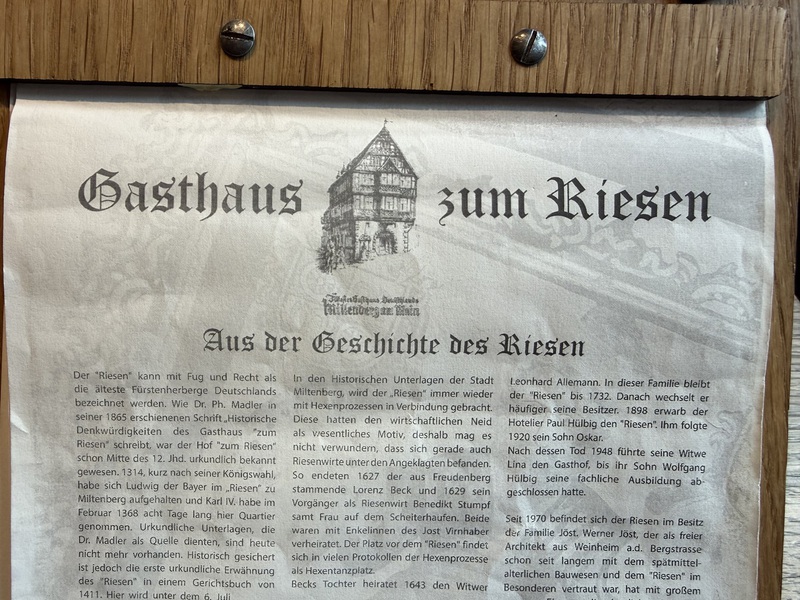 Gasthaus zum Riesen
Ältestes Gasthaus Deutschlands
Miltenberg am Main
Aus der Geschichte des Riesen
Der "Riesen" kann mit Fug und Recht als
die älteste Fürstenherberge Deutschlands
bezeichnet werden. Wie Dr. Ph. Madler in
seiner 1865 erschienenen Schrift „Historische
Denkwürdigkeiten des Gasthaus "zum
Riesen" schreibt, war der Hof "zum Riesen"
schon Mitte des 12. Jhd. urkundlich bekannt
gewesen. 1314, kurz nach seiner Königswahl,
habe sich Ludwig der Bayer im „Riesen" zu
Miltenberg aufgehalten und Karl IV. habe im
Februar 1368 acht Tage lang hier Quartier
genommen. Urkundliche Unterlagen, die
Dr. Madler als Quelle dienten, sind heute
nicht mehr vorhanden. Historisch gesichert
ist jedoch die erste urkundliche Erwähnung
des "Riesen" in einem Gerichtsbuch von
1411. Hier wird unter dem 6. Juli
In den Historischen Unterlagen der Stadt
Miltenberg, wird der „Riesen" immer wieder
mit Hexenprozessen in Verbindung gebracht.
Diese hatten den wirtschaftlichen Neid
als wesentliches Motiv, deshalb mag es
nicht verwundern, dass sich gerade auch
Riesenwirte unter den Angeklagten befanden.
So endeten 1627 der aus Freudenberg
stammende Lorenz Beck und 1629 sein
Vorgänger als Riesenwirt Benedikt Stumpf
samt Frau auf dem Scheiterhaufen. Beide
waren mit Enkelinnen des Jost Virnhaber
verheiratet. Der Platz vor dem "Riesen" findet
sich in vielen Protokollen der Hexenprozesse
als Hexentanzplatz.
Becks Tochter heiratet 1643 den Witwer
Leonhard Allemann. In dieser Familie bleibt
der "Riesen" bis 1732. Danach wechselt er
häufiger seine Besitzer. 1898 erwarb der
Hotelier Paul Hülbig den "Riesen". Ihm folgte
1920 sein Sohn Oskar.
Nach dessen Tod 1948 führte seine Witwe
Lina den Gasthof, bis ihr Sohn Wolfgang
Hülbig seine fachliche Ausbildung ab-
geschlossen hatte.
Seit 1970 befindet sich der Riesen im Besitz
der Familie Jöst. Werner Jöst, der als freier
Architekt aus Weinheim a.d. Bergstrasse
schon seit langem mit dem spätmittel-
alterlichen Bauwesen und dem "Riesen" im
Besonderen vertraut war, hat mit großem